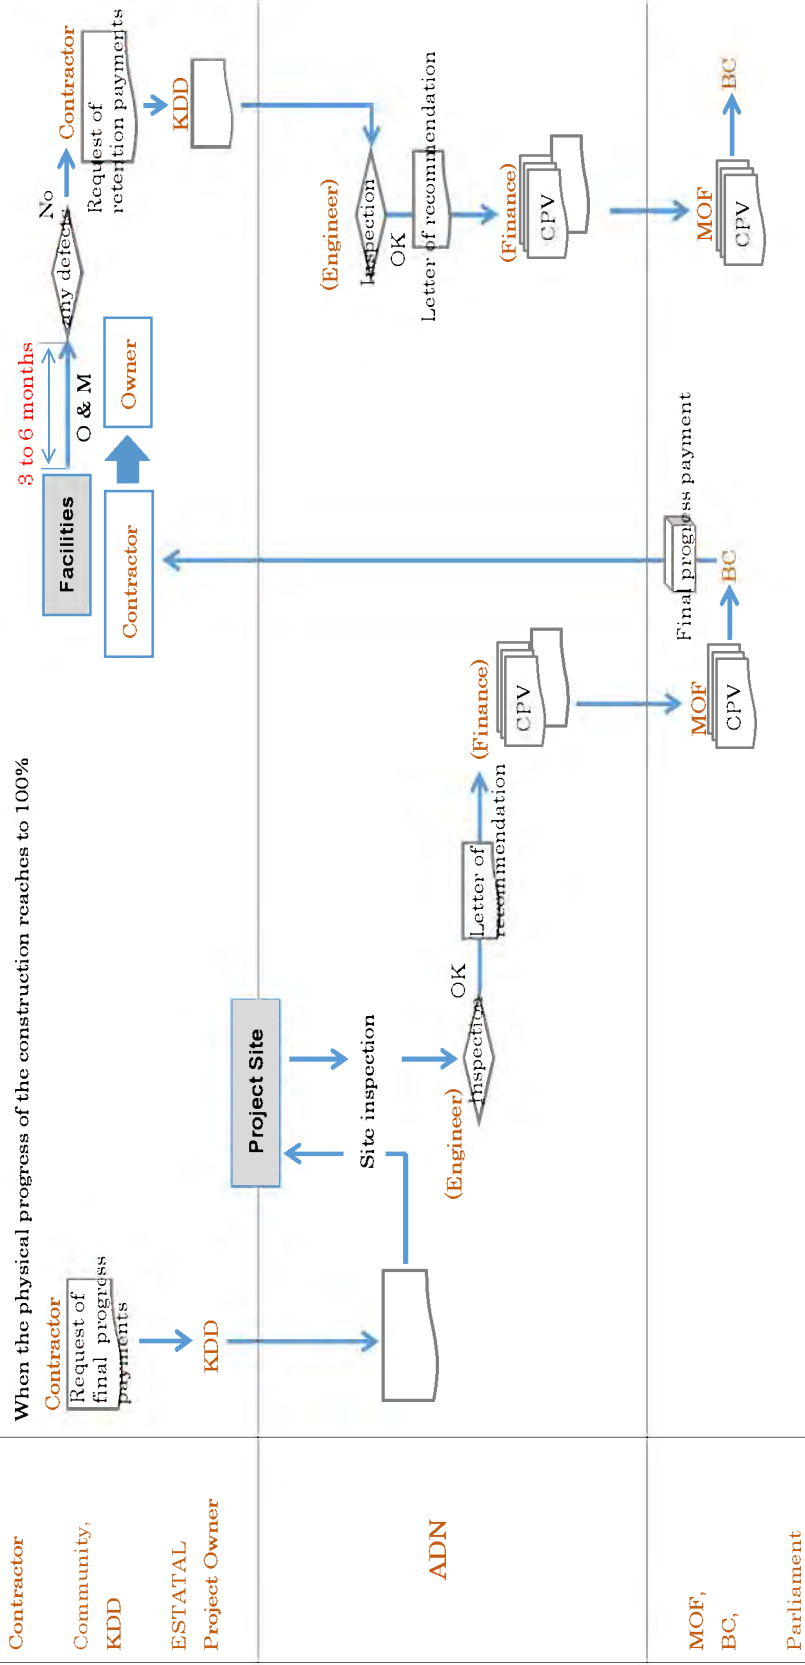 Contractor
Community,
KDD
ESTATAL
Project Owner
ADN
MOF,
BC,
Parliament
When the physical progress of the construction reaches to 100%
Contractor
Request of
final progress
payments
KDD
Project Site
Site inspection
(Engineer)
Inspection
OK
Letter of
recommendation
(Finance)
CPV
MOF
CPV
BC
Final progress payment
Contractor
Facilities
Owner
3 to 6 months
O & M
any defects
No
Contractor
Request of
retention payments
KDD
(Engineer)
Inspection
OK
Letter of recommendation
(Finance)
CPV
MOF
CPV
BC